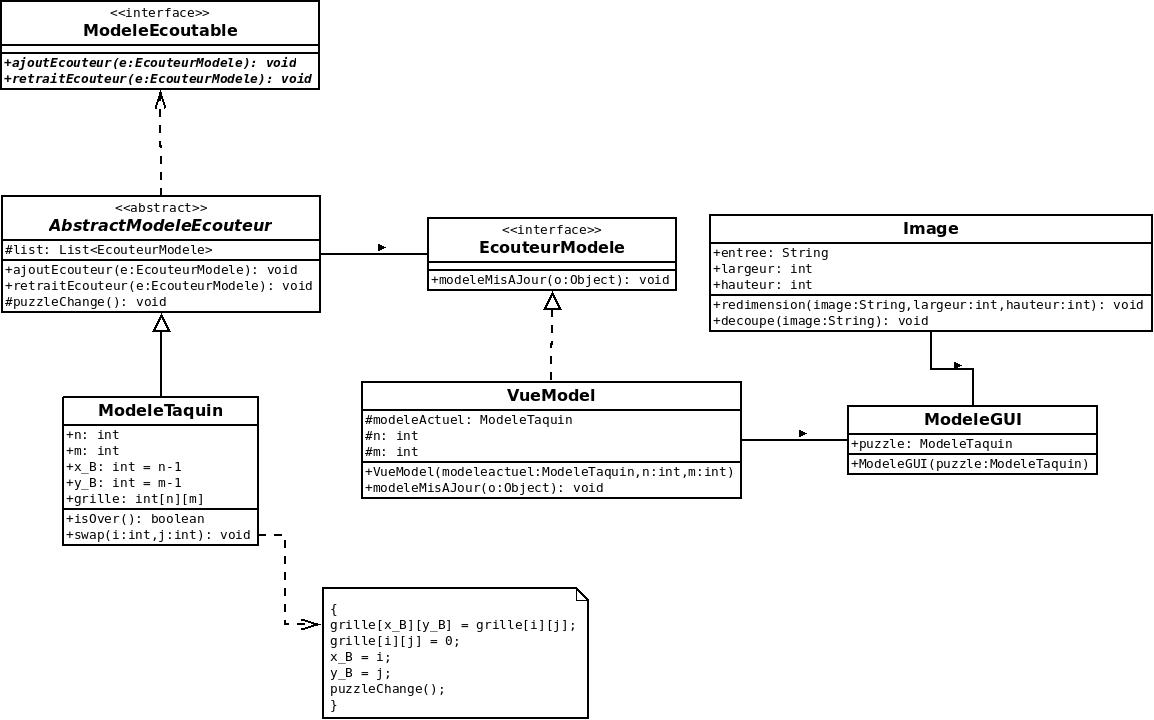 <<interface>>
ModeleEcoutable
+ajoutEcouteur(e:EcouteurModele): void
+retraitEcouteur(e:EcouteurModele): void
<<abstract>>
AbstractModeleEcouteur
#list: List<EcouteurModele>
+ajoutEcouteur(e:EcouteurModele): void
+retraitEcouteur(e:EcouteurModele): void
#puzzleChange(): void
<<interface>>
EcouteurModele
+modeleMisAJour(o:Object): void
Image
+entree: String
+largeur: int
+hauteur: int
+redimension(image:String,largeur:int,hauteur:int): void
+decoupe(image:String): void
ModeleTaquin
+n: int
+m: int
+x_B: int = n-1
+y_B: int = m-1
+grille: int[n][m]
+isOver(): boolean
+swap(i:int,j:int): void
VueModel
#modeleActuel: ModeleTaquin
#n: int
#m: int
+VueModel(modeleactuel:ModeleTaquin,n:int,m:int)
+modeleMisAJour(o:Object): void
ModeleGUI
+puzzle: ModeleTaquin
+ModeleGUI(puzzle:ModeleTaquin)
{
grille[x_B][y_B] = grille[i][j];
grille[i][j] = 0;
x_B = i;
y_B = j;
puzzleChange();
}